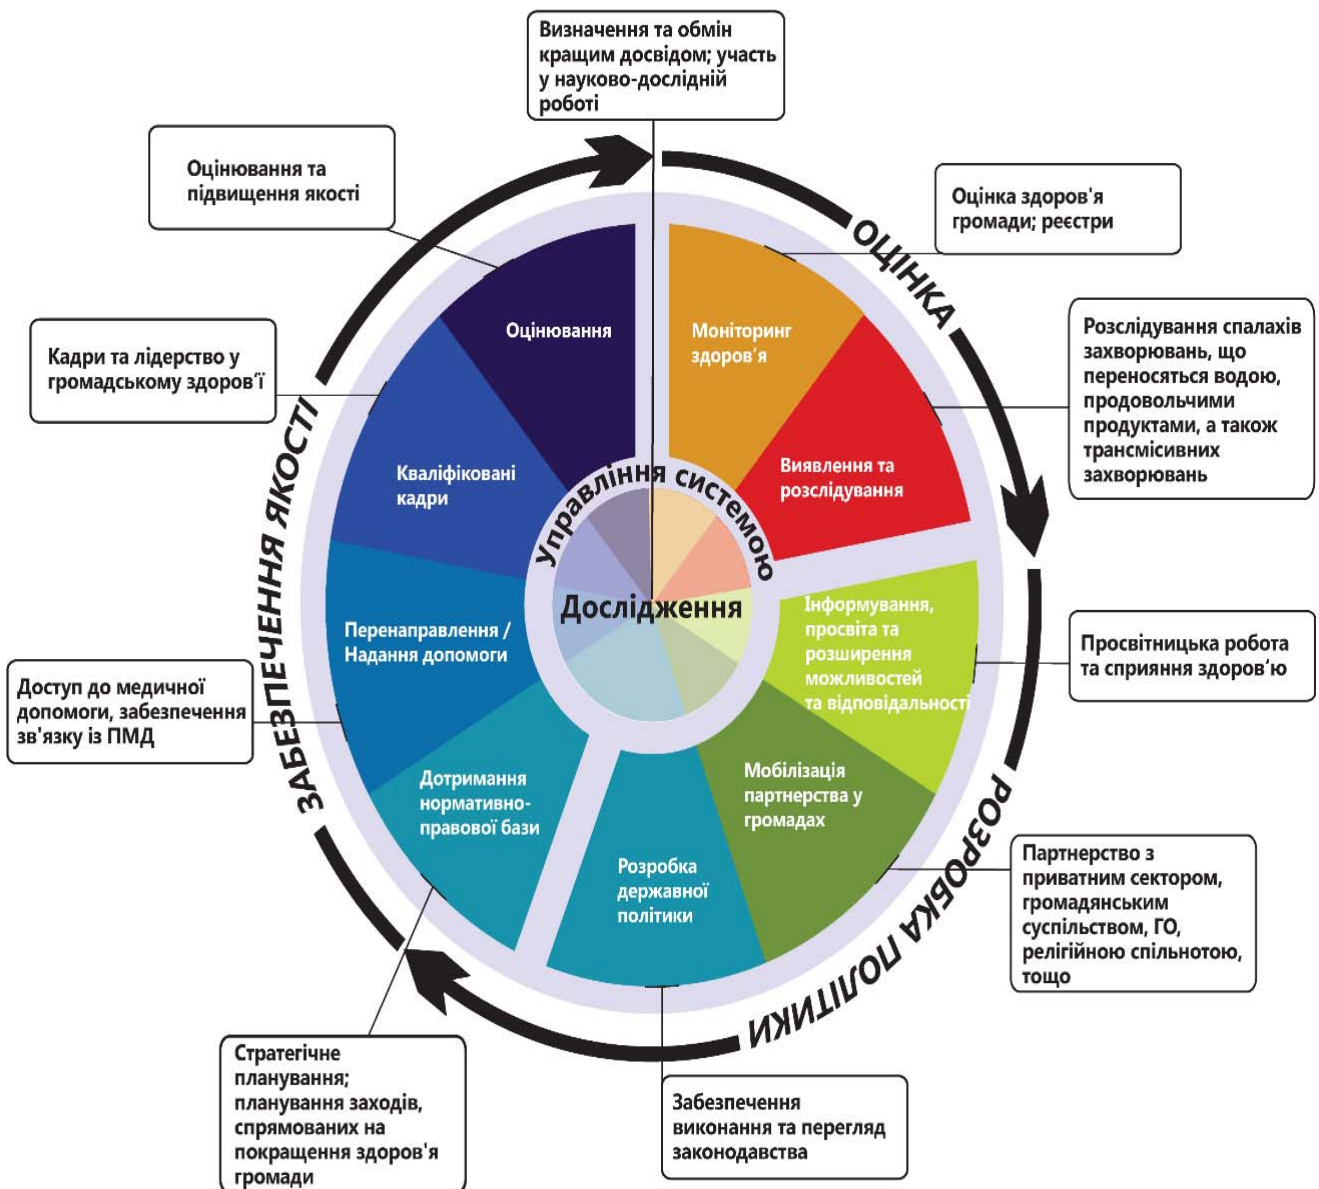 Визначення та обмін
кращим досвідом; участь
у науково-дослідній
роботі
Оцінювання та
підвищення якості
Оцінка здоров'я
громади; реєстри
ОЦІНКА
Кадри та лідерство у
громадському здоров'ї
Розслідування спалахів
захворювань, що
переносяться водою,
продовольчими
продуктами, а також
трансмісивних
захворювань
Оцінювання
Моніторинг
здоров'я
Кваліфіковані
кадри
Виявлення та
розслідування
Управління системою
Дослідження
ЗАБЕЗПЕЧЕННЯ ЯКОСТІ
Перенаправлення /
Надання допомоги
Інформування,
просвіта та
розширення
можливостей
та відповідальності
Просвітницька робота
та сприяння здоров'ю
Доступ до медичної
допомоги, забезпечення
зв'язку із ПМД
Дотримання
нормативно-
правової бази
Мобілізація
партнерства у
громадах
Розробка
державної
політики
РОЗРОБКА ПОЛІТИКИ
Партнерство з
приватним сектором,
громадянським
суспільством, ГО,
релігійною спільнотою,
тощо
Стратегічне
планування;
планування заходів,
спрямованих на
покращення здоров'я
громади
Забезпечення
виконання та перегляд
законодавства